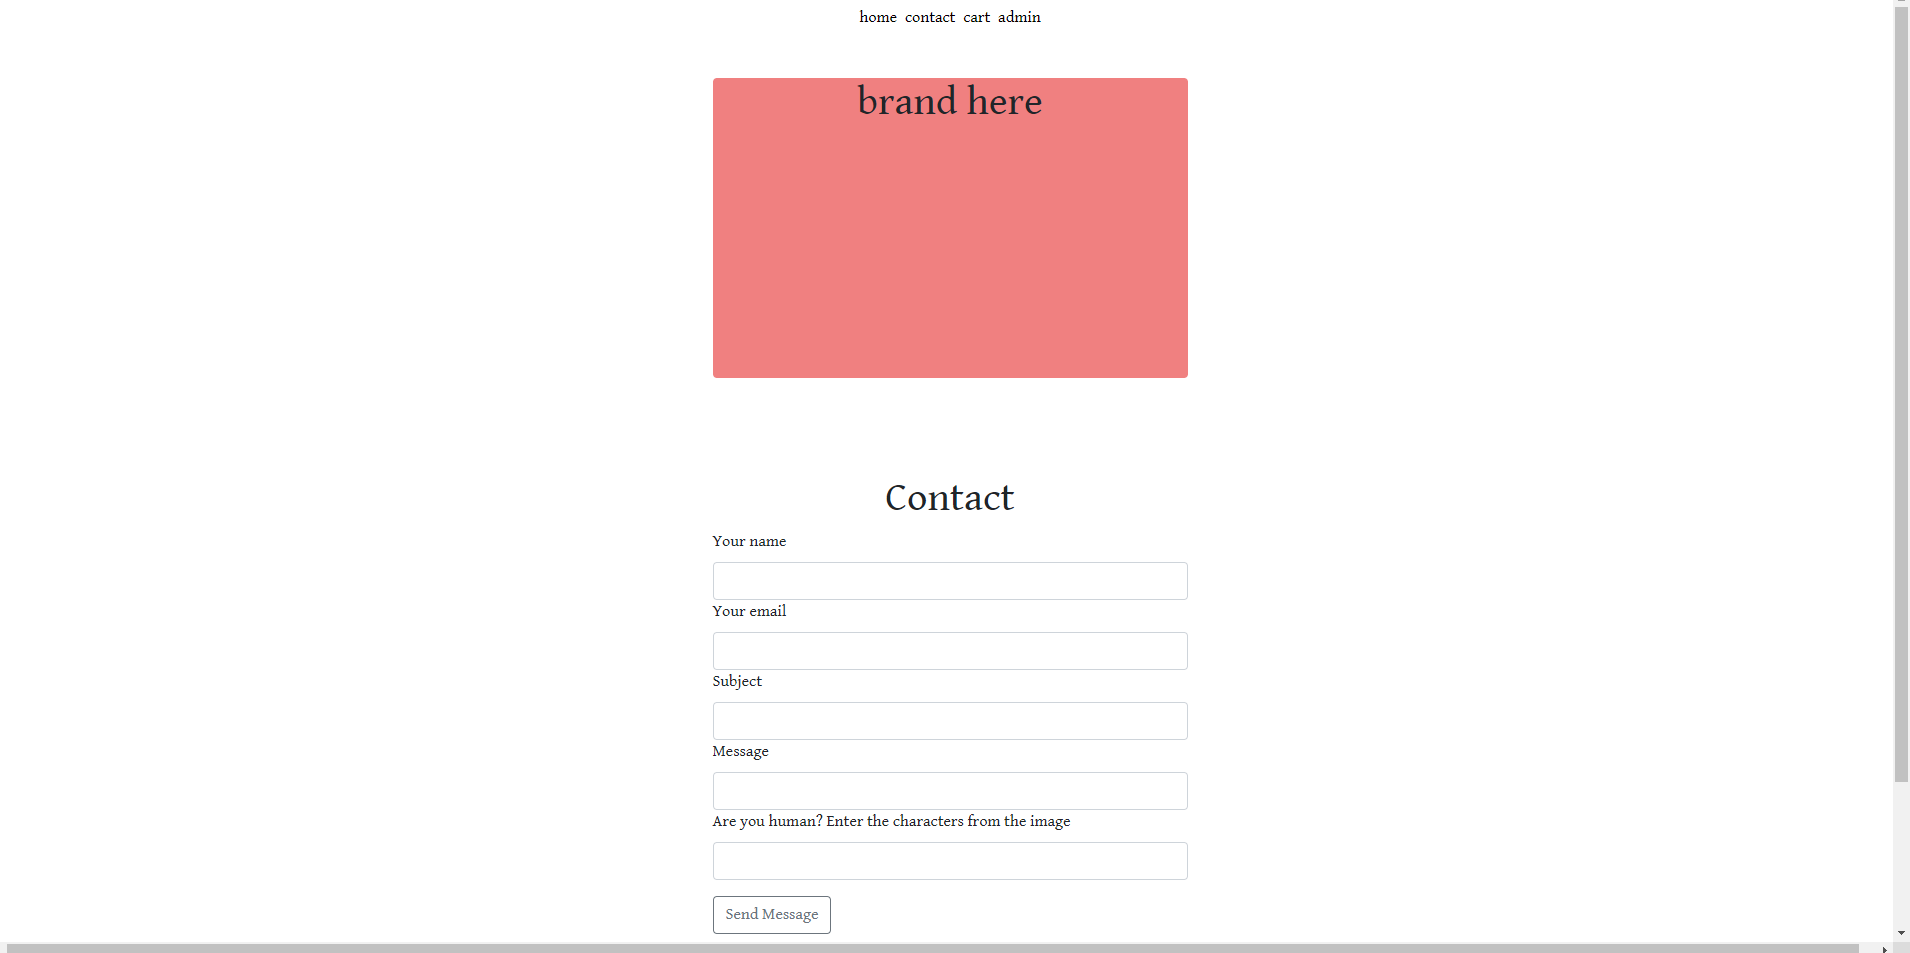 home contact cart admin
brand here
Contact
Your name
Your email
Subject
Message
Are you human? Enter the characters from the image
Send Message